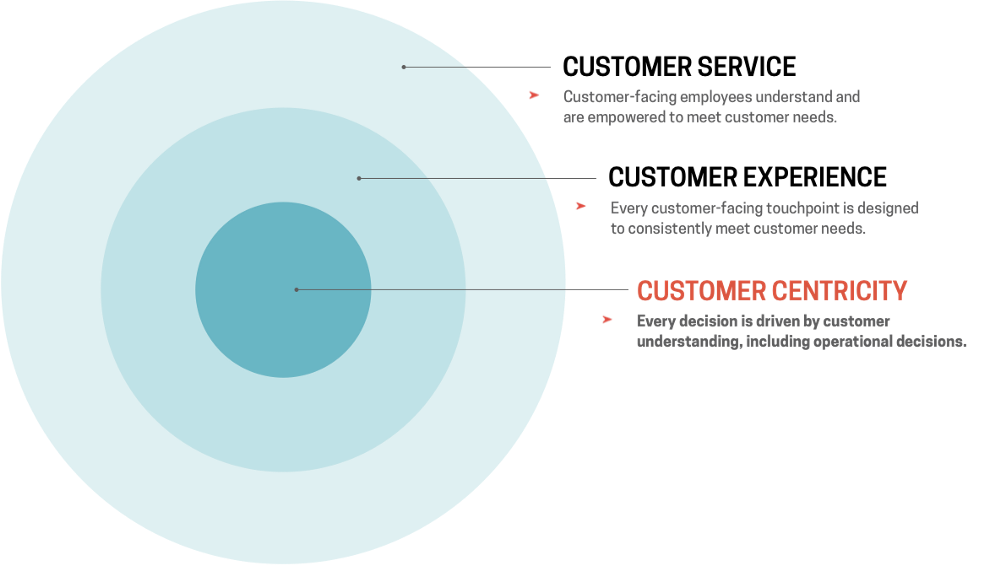 CUSTOMER SERVICE
Customer-facing employees understand and
are empowered to meet customer needs.
CUSTOMER EXPERIENCE
Every customer-facing touchpoint is designed
to consistently meet customer needs.
CUSTOMER CENTRICITY
Every decision is driven by customer
understanding, including operational decisions.